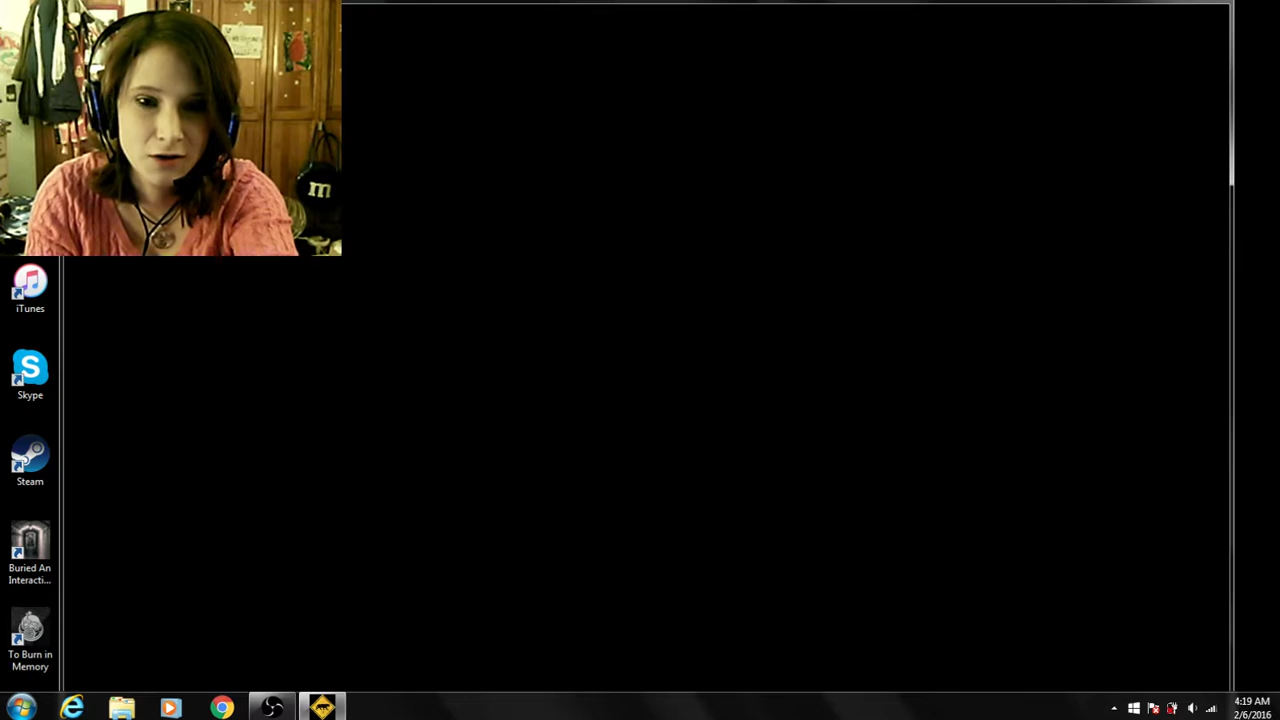 m
iTunes
Skype
Steam
Buried An
Interacti...
To Burn in
Memory
4:19 AM
2/6/2016